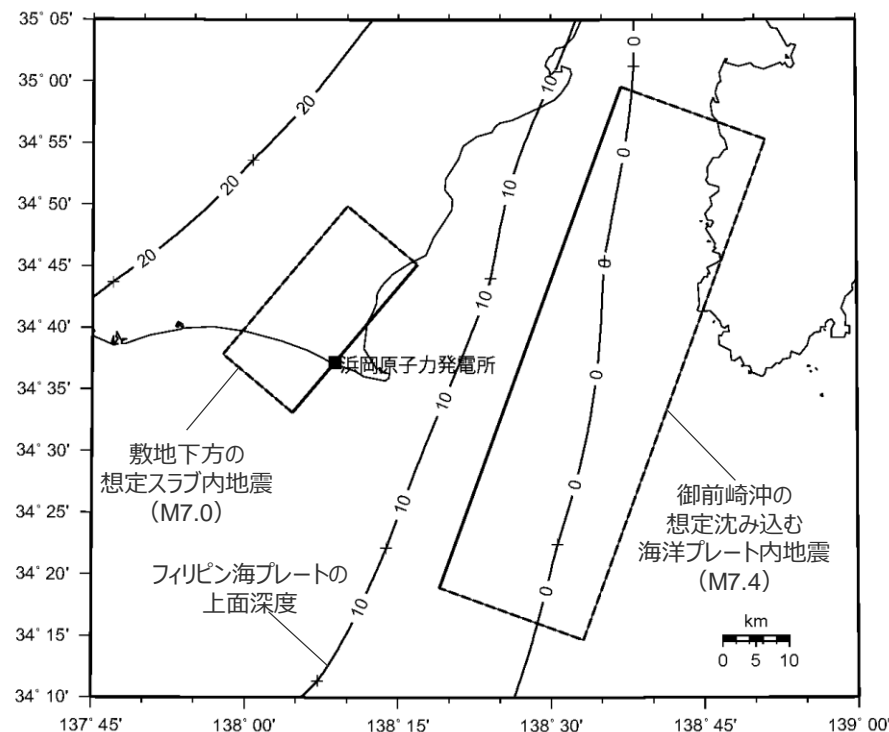 35° 05'
35° 00'
34° 55'
34° 50'
34° 45'
34° 40'
34° 35'
34° 30'
34° 25'
34° 20'
34° 15'
34° 10'
137° 45'
138° 00'
138° 15'
138° 30'
138° 45'
139° 00'
20
20
20
10
10
10
10
10
10
0
0
0
0
0
0
浜岡原子力発電所
敷地下方の
想定スラブ内地震
(M7.0)
フィリピン海プレートの
上面深度
御前崎沖の
想定沈み込む
海洋プレート内地震
(M7.4)
km
0 5 10